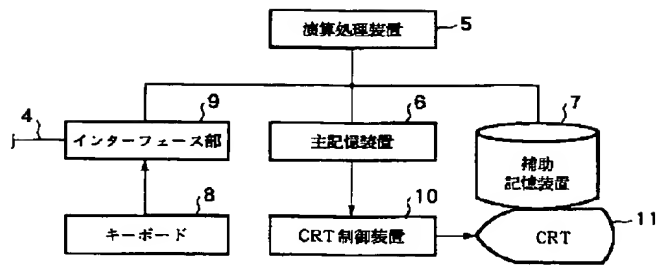 演算処理装置
5
4
9
インターフェース部
6
主記憶装置
7
補助
記憶装置
8
キーボード
10
CRT制御装置
CRT
11